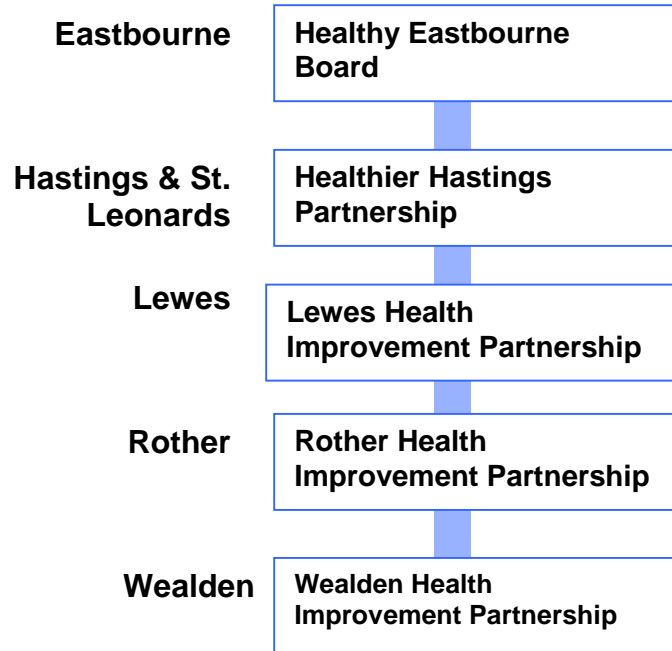 Eastbourne
Healthy Eastbourne
Board
Hastings & St.
Leonards
Healthier Hastings
Partnership
Lewes
Lewes Health
Improvement Partnership
Rother
Rother Health
Improvement Partnership
Wealden
Wealden Health
Improvement Partnership